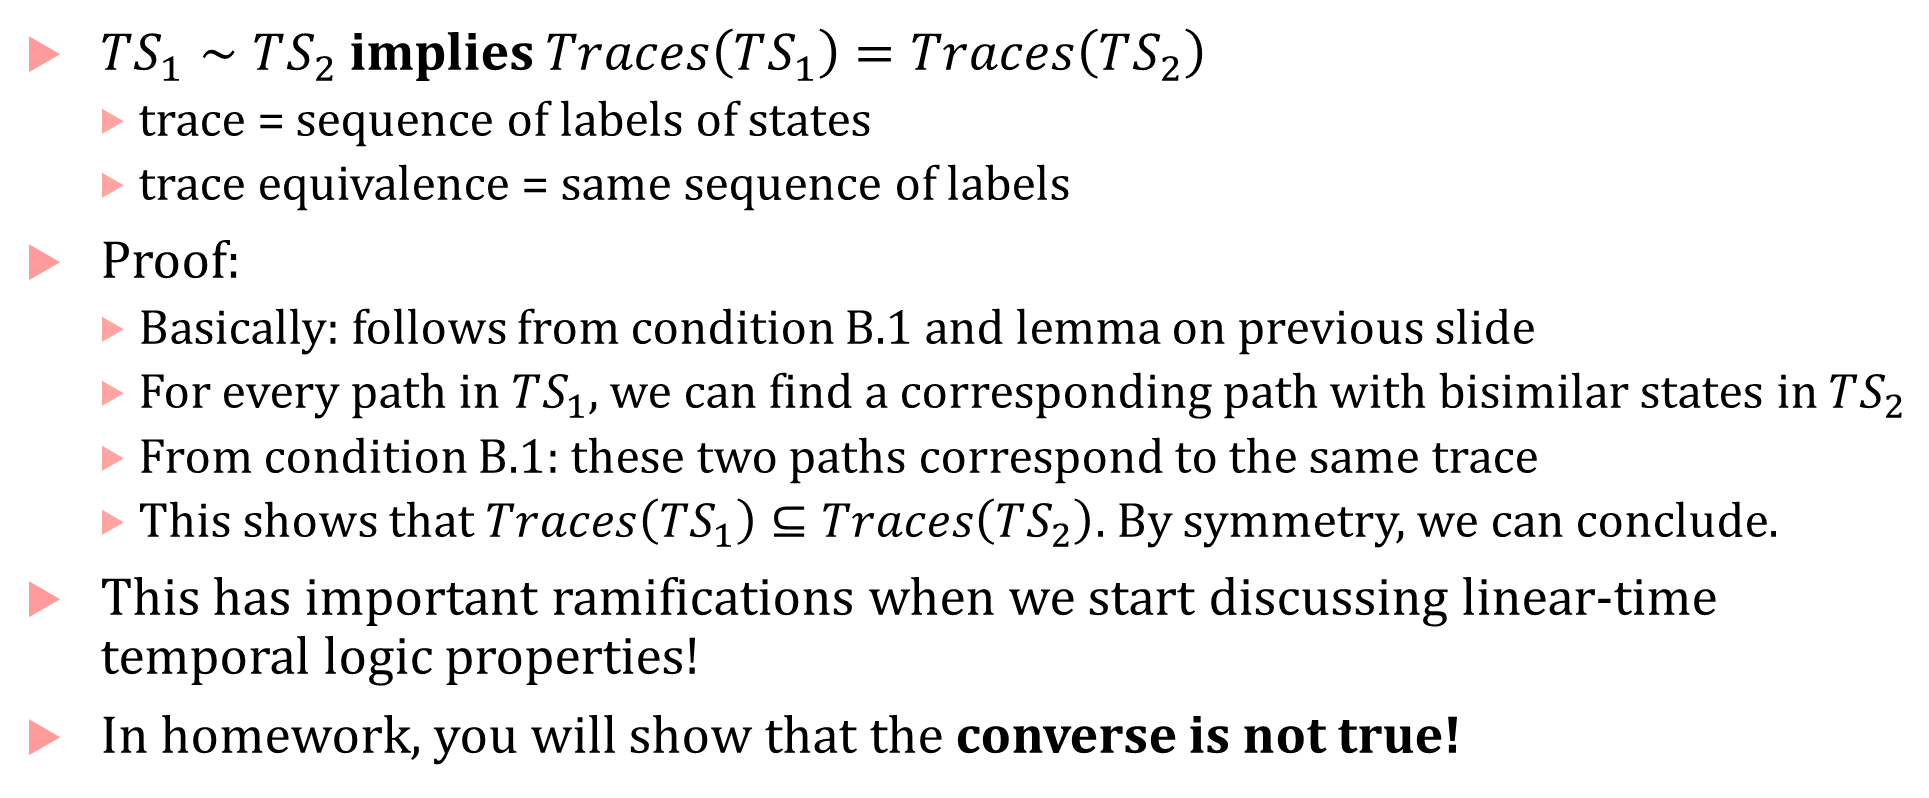 TS₁ ~ TS₂ implies Traces(TS₁) = Traces(TS₂)
trace = sequence of labels of states
trace equivalence = same sequence of labels
Proof:
Basically: follows from condition B.1 and lemma on previous slide
For every path in TS₁, we can find a corresponding path with bisimilar states in TS₂
From condition B.1: these two paths correspond to the same trace
This shows that Traces(TS₁) ⊆ Traces(TS₂). By symmetry, we can conclude.
This has important ramifications when we start discussing linear-time
temporal logic properties!
In homework, you will show that the converse is not true!